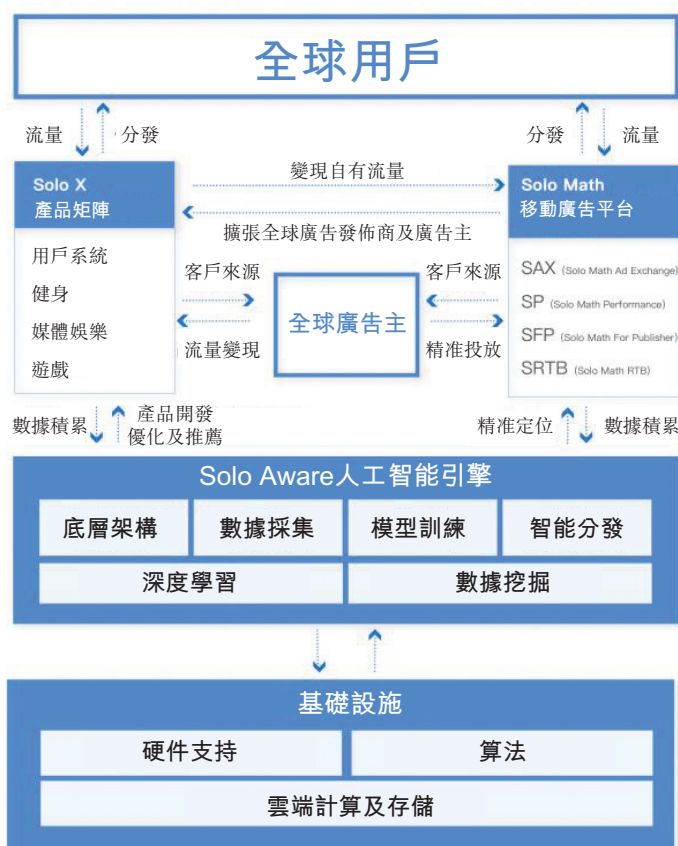 全球用戶
流量
分發
分發
流量
Solo X
產品矩陣
用戶系統
健身
媒體娛樂
遊戲
變現自有流量
擴張全球廣告發佈商及廣告主
客戶來源
流量變現
全球廣告主
客戶來源
精准投放
Solo Math
移動廣告平台
SAX (Solo Math Ad Exchange)
SP (Solo Math Performance)
SFP (Solo Math For Publisher)
SRTB (Solo Math RTB)
數據積累
產品開發
優化及推薦
精准定位
數據積累
Solo Aware人工智能引擎
底層架構
數據採集
模型訓練
智能分發
深度學習
數據挖掘
基礎設施
硬件支持
算法
雲端計算及存儲